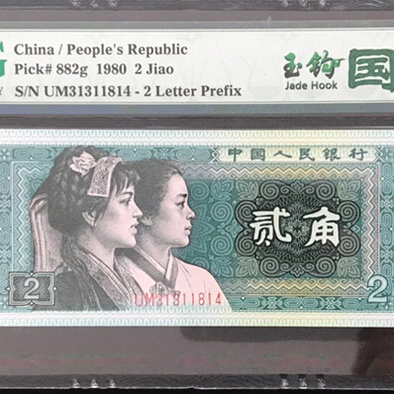 China / People's Republic
Pick# 882g 1980 2 Jiao
S/N UM31311814 - 2 Letter Prefix
玉鉤
Jade Hook
国
中国人民银行
贰角
2
UM31311814
2